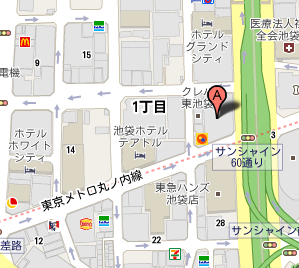 ホテル
グランド
シティ
医療法人社
全会池袋
9
15
電機
1丁目
クレハ
東池袋
A
ホテル
ホワイト
シティ
14
池袋ホテル
テアトル
3
サンシャイン
60通り
東京メトロ丸ノ内線
東急ハンズ
池袋店
28
サンシャイン
差路
12
22